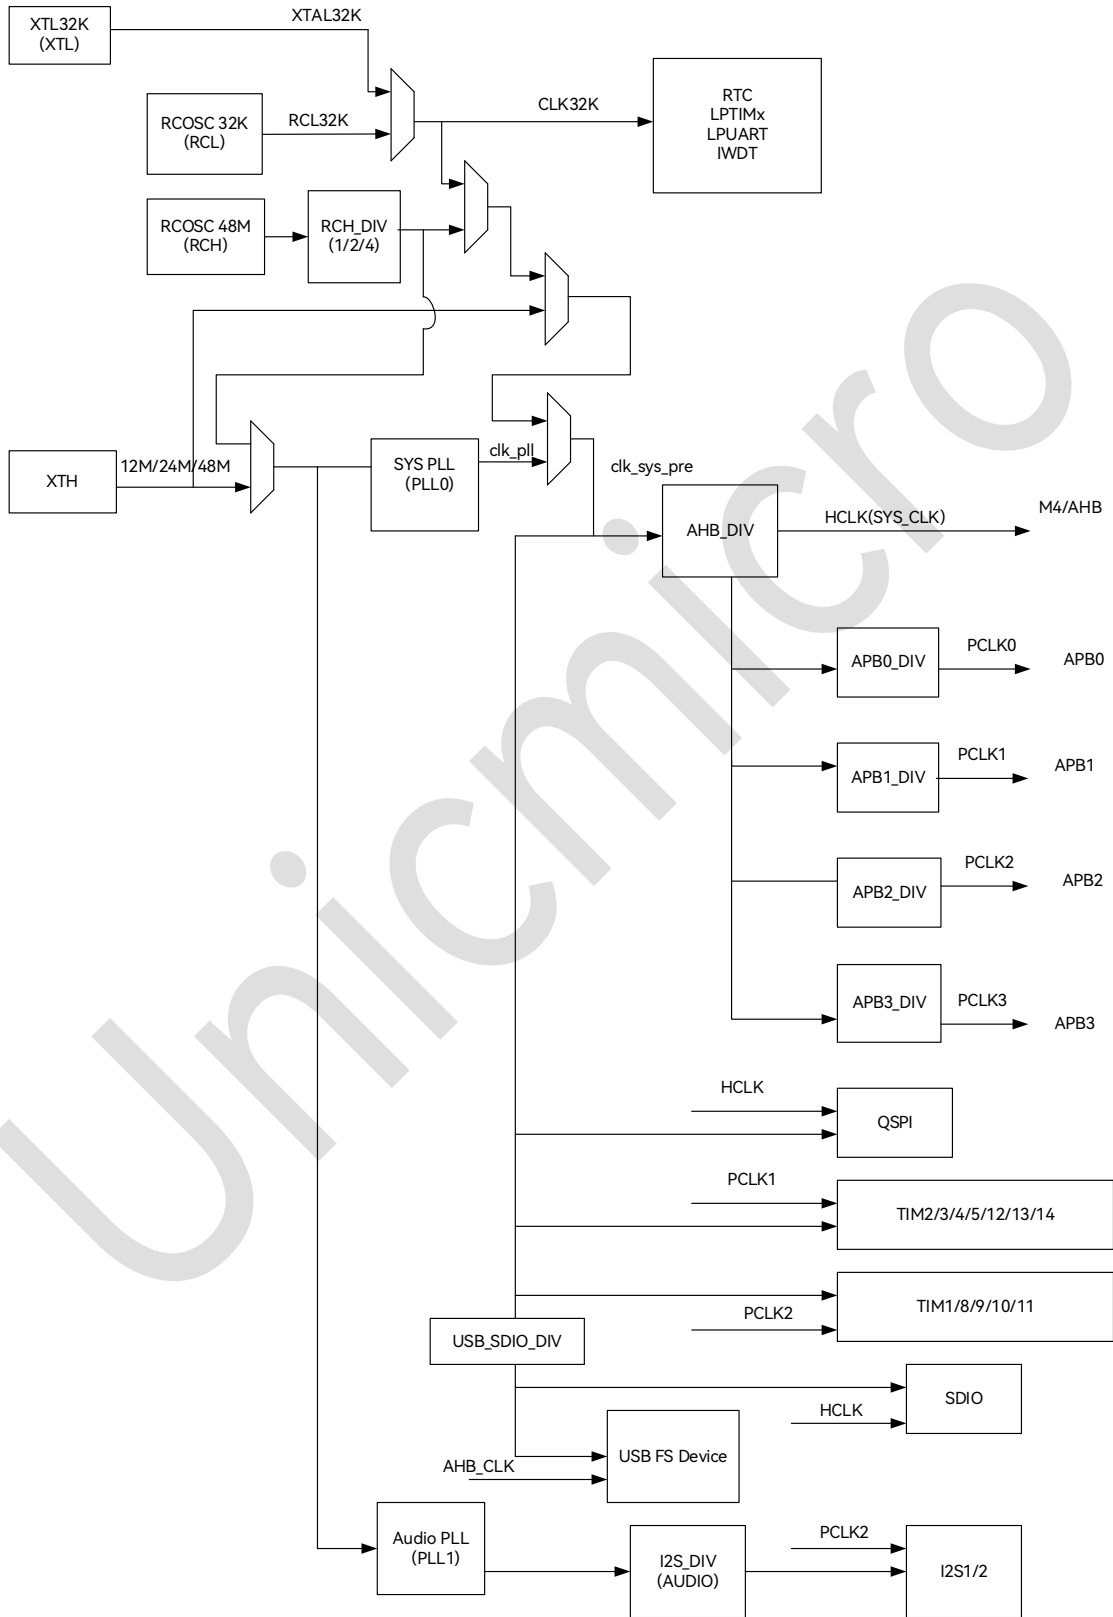 XTL32K
(XTL)
XTAL32K
RCOSC 32K
(RCL)
RCL32K
CLK32K
RTC
LPTIMx
LPUART
IWDT
RCOSC 48M
(RCH)
RCH_DIV
(1/2/4)
XTH
12M/24M/48M
SYS PLL
(PLL0)
clk_pll
clk_sys_pre
AHB_DIV
HCLK(SYS_CLK)
M4/AHB
APB0_DIV
PCLK0
APB0
APB1_DIV
PCLK1
APB1
APB2_DIV
PCLK2
APB2
APB3_DIV
PCLK3
APB3
HCLK
QSPI
PCLK1
TIM2/3/4/5/12/13/14
TIM1/8/9/10/11
PCLK2
USB_SDIO_DIV
SDIO
HCLK
USB FS Device
AHB_CLK
Audio PLL
(PLL1)
I2S_DIV
(AUDIO)
PCLK2
I2S1/2
Unicmicro